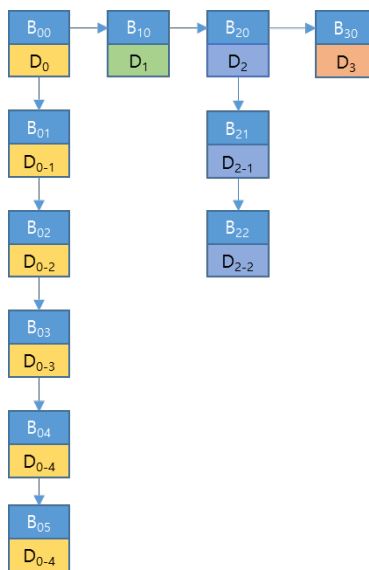 B00 B10 B20 B30
D0 D1 D2 D3
B01 B21
D0-1 D2-1
B02 B22
D0-2 D2-2
B03
D0-3
B04
D0-4
B05
D0-4